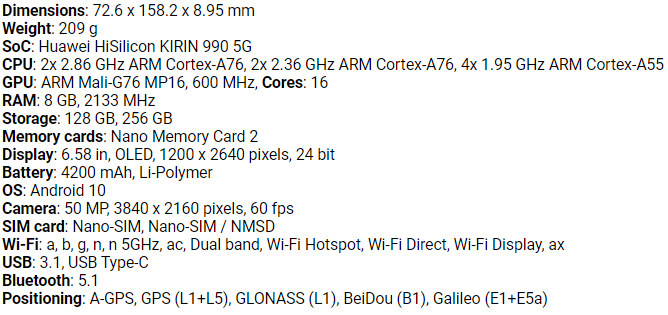 Dimensions: 72.6 x 158.2 x 8.95 mm
Weight: 209 g
SoC: Huawei HiSilicon KIRIN 990 5G
CPU: 2x 2.86 GHz ARM Cortex-A76, 2x 2.36 GHz ARM Cortex-A76, 4x 1.95 GHz ARM Cortex-A55
GPU: ARM Mali-G76 MP16, 600 MHz, Cores: 16
RAM: 8 GB, 2133 MHz
Storage: 128 GB, 256 GB
Memory cards: Nano Memory Card 2
Display: 6.58 in, OLED, 1200 x 2640 pixels, 24 bit
Battery: 4200 mAh, Li-Polymer
OS: Android 10
Camera: 50 MP, 3840 x 2160 pixels, 60 fps
SIM card: Nano-SIM, Nano-SIM / NMSD
Wi-Fi: a, b, g, n, n 5GHz, ac, Dual band, Wi-Fi Hotspot, Wi-Fi Direct, Wi-Fi Display, ax
USB: 3.1, USB Type-C
Bluetooth: 5.1
Positioning: A-GPS, GPS (L1+L5), GLONASS (L1), BeiDou (B1), Galileo (E1+E5a)